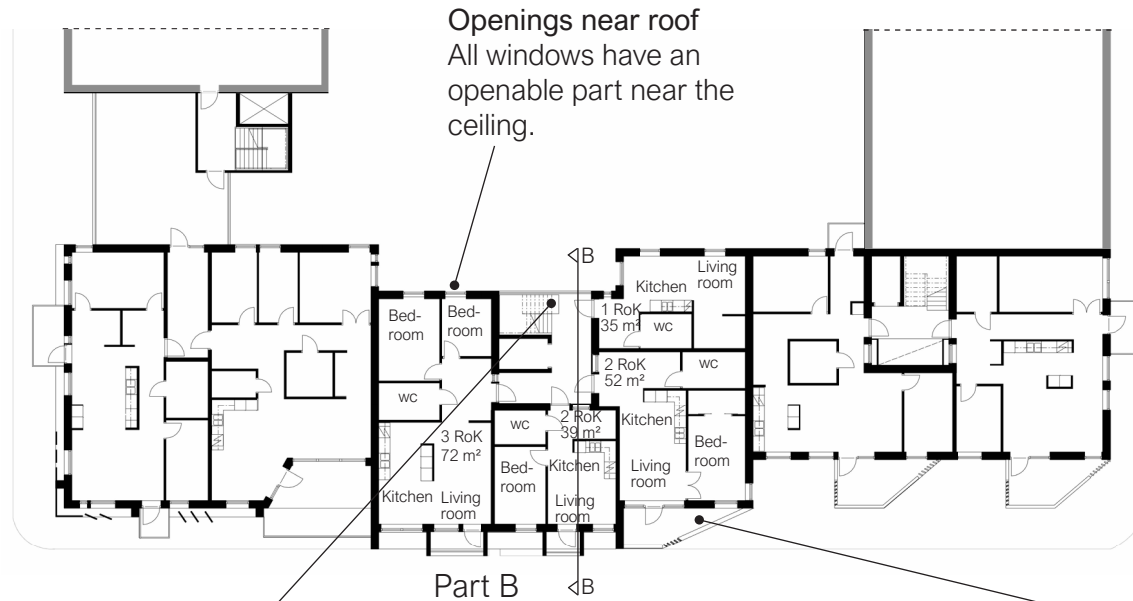 Openings near roof
All windows have an
openable part near the
ceiling.
B
Living
room
Kitchen
1 RoK
35 m²
wc
Bed-
room
Bed-
room
2 RoK
52 m²
wc
wc
Kitchen
3 RoK
72 m²
wc
2 RoK
39 m²
Bed-
room
Kitchen
Bed-
room
Living
room
Kitchen
Living
room
Living
room
Part B
B